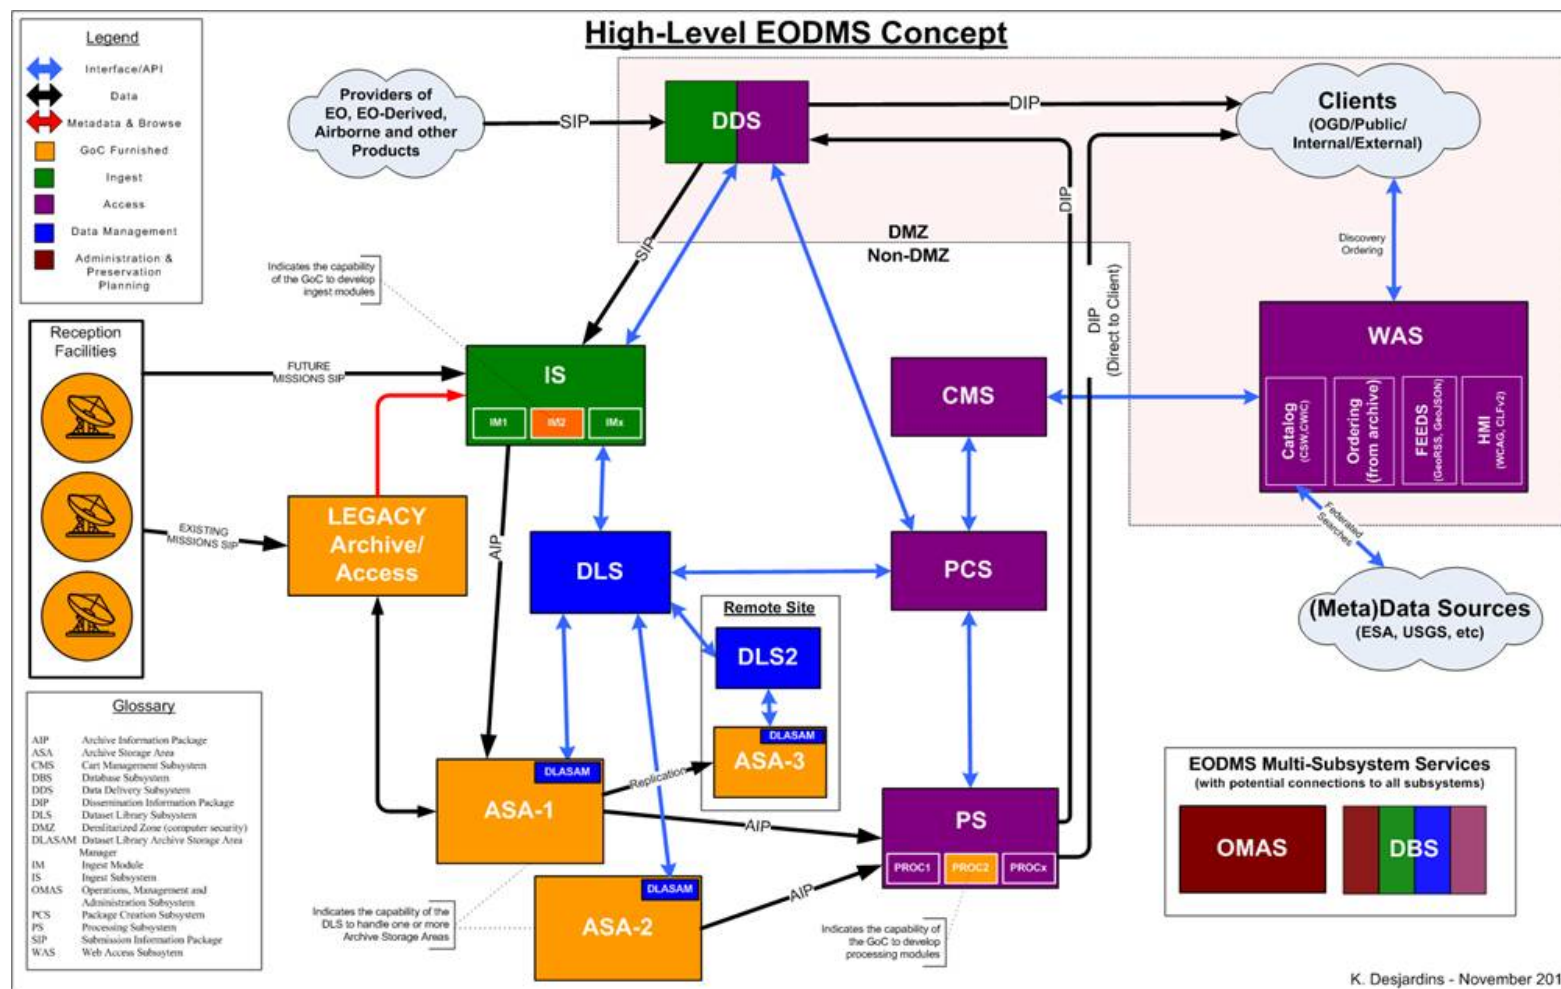 High-Level EODMS Concept
Legend
Interface/API
Data
Metadata & Browse
GoC Furnished
Ingest
Access
Data Management
Administration &
Preservation
Planning
Providers of
EO, EO-Derived,
Airborne and other
Products
SIP
DDS
DIP
Clients
(OGD/Public/
Internal/External)
SIP
DMZ
Non-DMZ
DIP
DIP
(Direct to Client)
Discovery
Ordering
Indicates the capability
of the GoC to develop
ingest modules
Reception
Facilities
FUTURE
MISSIONS SIP
EXISTING
MISSIONS SIP
IS
IM1
IM2
IMx
LEGACY
Archive/
Access
AIP
CMS
WAS
Catalog
(CSW,CWIC)
Ordering
(from archive)
FEEDS
(GeoRSS, GeoJSON)
HMI
(WCAG, CLFv2)
Federated
Searches
(Meta)Data Sources
(ESA, USGS, etc)
DLS
PCS
Remote Site
DLS2
DLASAM
ASA-3
Replication
DLASAM
ASA-1
AIP
DLASAM
ASA-2
AIP
PS
PROC1
PROC2
PROCx
Indicates the capability of the
DLS to handle one or more
Archive Storage Areas
Indicates the capability of
the GoC to develop
processing modules
EODMS Multi-Subsystem Services
(with potential connections to all subsystems)
OMAS
DBS
Glossary
AIP Archive Information Package
ASA Archive Storage Area
CMS Cart Management Subsystem
DBS Database Subsystem
DDS Data Delivery Subsystem
DIP Dissemination Information Package
DLS Dataset Library Subsystem
DMZ Demilitarized Zone (computer security)
DLASAM Dataset Library Archive Storage Area
Manager
IM Ingest Module
IS Ingest Subsystem
OMAS Operations, Management and
Administration Subsystem
PCS Package Creation Subsystem
PS Processing Subsystem
SIP Submission Information Package
WAS Web Access Subsytem
K. Desjardins - November 201